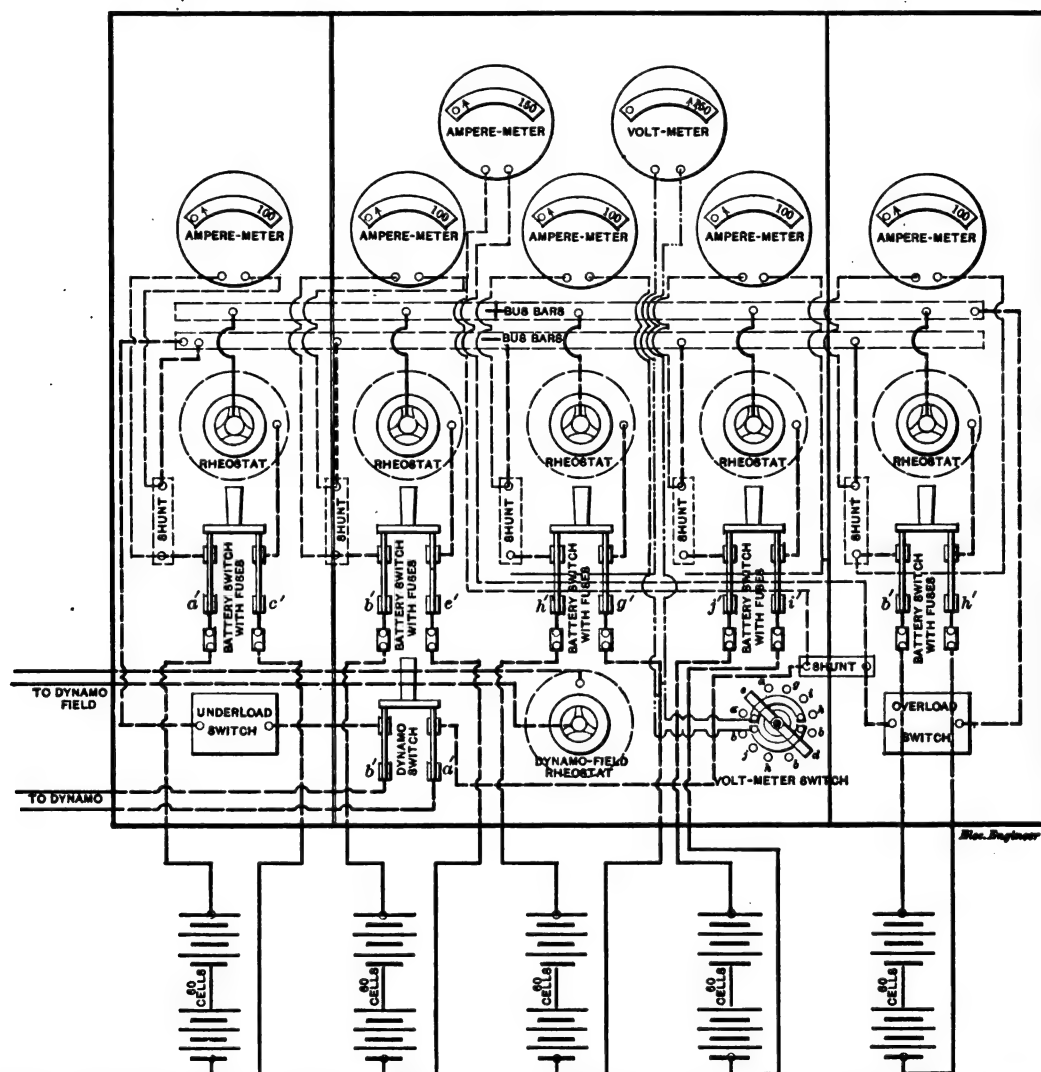 150
AMPERE-METER
VOLT-METER
100
AMPERE-METER
100
AMPERE-METER
100
AMPERE-METER
100
AMPERE-METER
100
AMPERE-METER
BUS BARS
BUS BARS
RHEOSTAT
RHEOSTAT
RHEOSTAT
RHEOSTAT
RHEOSTAT
SHUNT
SHUNT
SHUNT
SHUNT
SHUNT
a'
BATTERY SWITCH
WITH FUSES
c'
b'
BATTERY SWITCH
WITH FUSES
e'
h'
BATTERY SWITCH
WITH FUSES
g'
j'
BATTERY SWITCH
WITH FUSES
i'
b'
BATTERY SWITCH
WITH FUSES
h'
SHUNT
TO DYNAMO
FIELD
UNDERLOAD
SWITCH
DYNAMO
SWITCH
b'
a'
DYNAMO-FIELD
RHEOSTAT
g
i
h
b
d
b
h
j
b
a
VOLT-METER SWITCH
OVERLOAD
SWITCH
TO DYNAMO
Elec. Engineer
60
CELLS
60
CELLS
60
CELLS
60
CELLS
60
CELLS